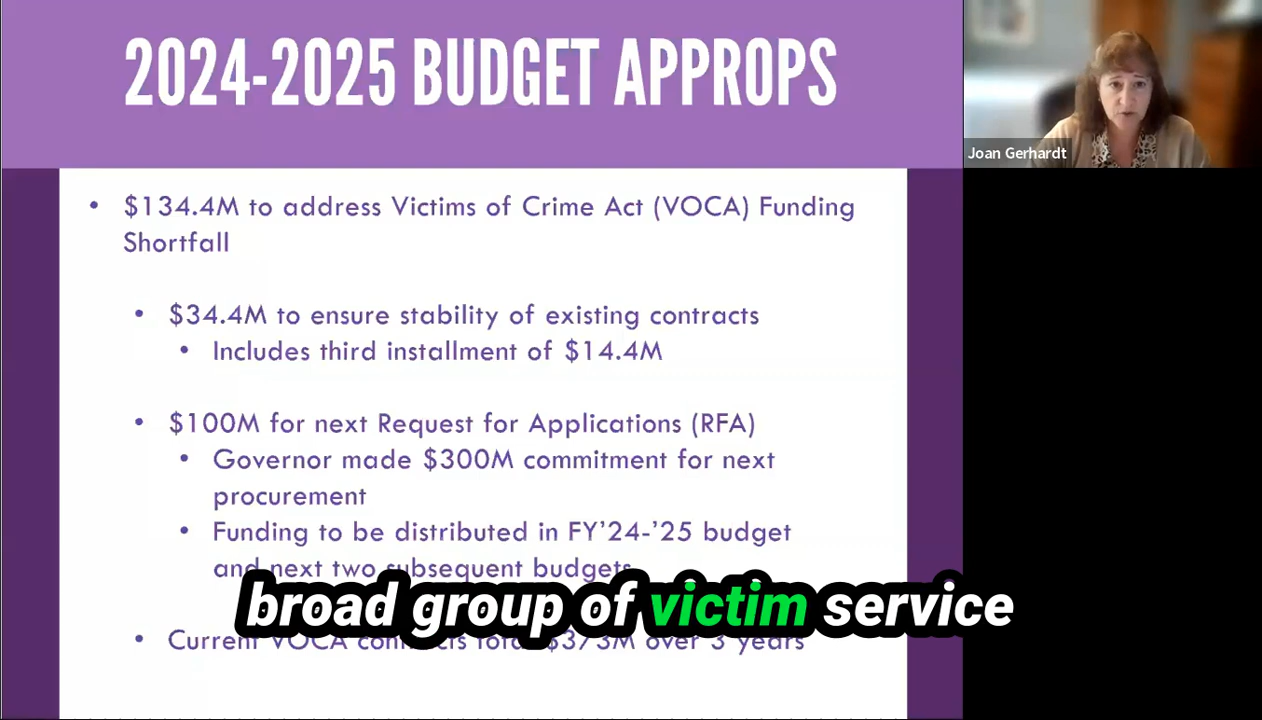 2024-2025 BUDGET APPROPS
Joan Gerhardt
• $134.4M to address Victims of Crime Act (VOCA) Funding
Shortfall
• $34.4M to ensure stability of existing contracts
• Includes third installment of $14.4M
• $100M for next Request for Applications (RFA)
• Governor made $300M commitment for next
procurement
• Funding to be distributed in FY'24-'25 budget
and next two subsequent budgets
broad group of victim service
• Current VOCA contracts total $373M over 3 years